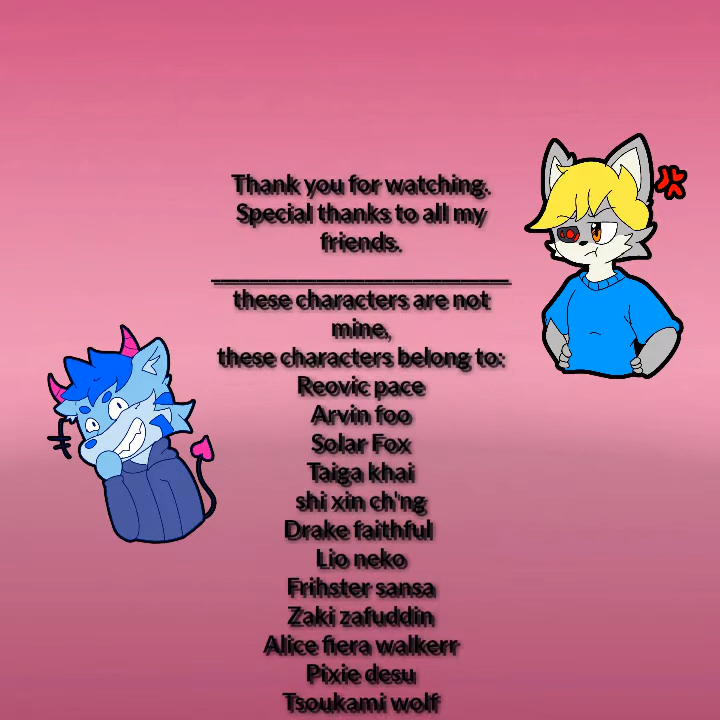 Thank you for watching.
Special thanks to all my
friends.
these characters are not
mine,
these characters belong to:
Reovic pace
Arvin foo
Solar Fox
Taiga khai
shi xin ch'ng
Drake faithful
Lio neko
Frihster sansa
Zaki zafuddin
Alice fiera walkerr
Pixie desu
Tsoukami wolf